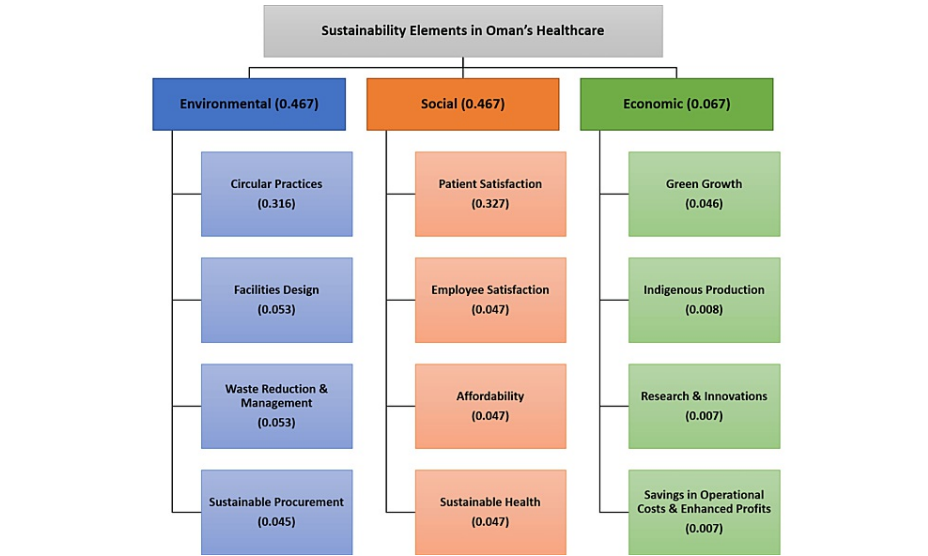 Sustainability Elements in Oman's Healthcare
Environmental (0.467)
Social (0.467)
Economic (0.067)
Circular Practices
(0.316)
Patient Satisfaction
(0.327)
Green Growth
(0.046)
Facilities Design
(0.053)
Employee Satisfaction
(0.047)
Indigenous Production
(0.008)
Waste Reduction &
Management
(0.053)
Affordability
(0.047)
Research & Innovations
(0.007)
Sustainable Procurement
(0.045)
Sustainable Health
(0.047)
Savings in Operational
Costs & Enhanced Profits
(0.007)